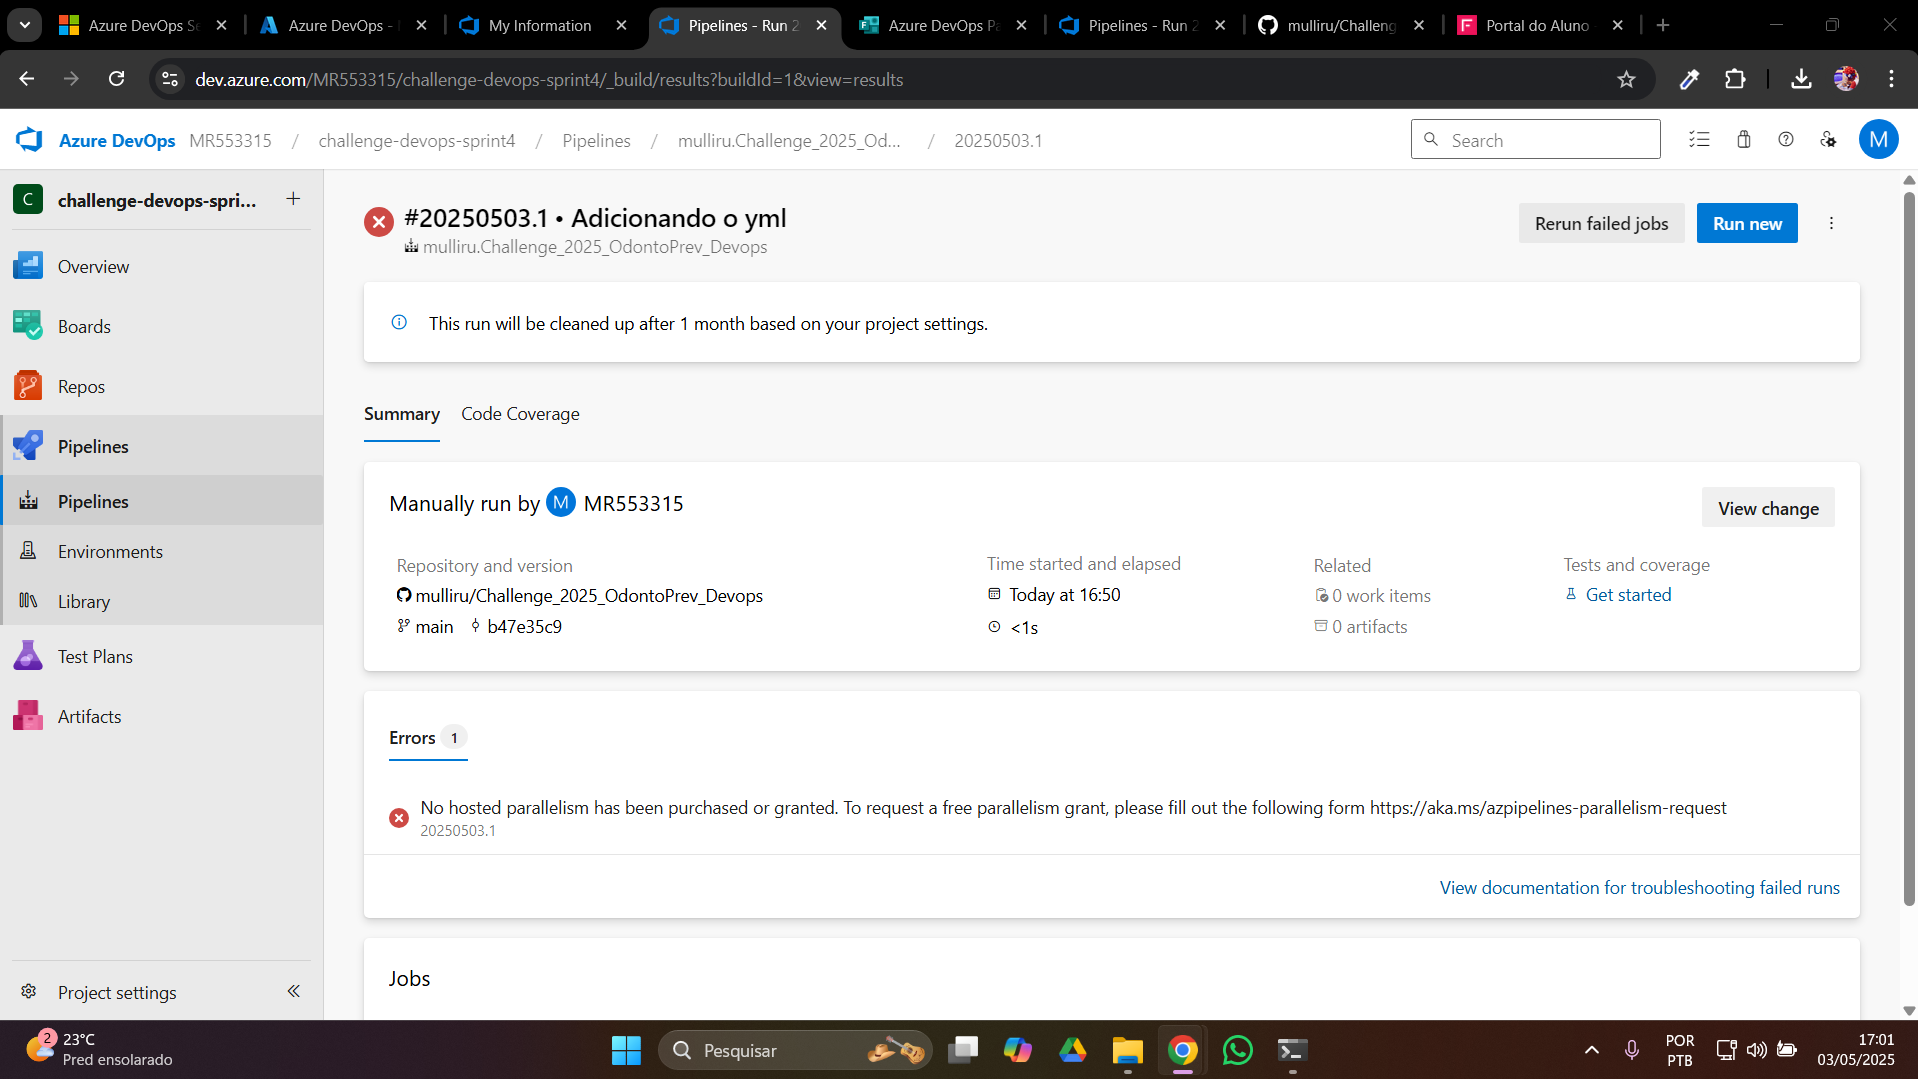 Azure DevOps Se
Azure DevOps -
My Information
Pipelines - Run 2
Azure DevOps Pa
Pipelines - Run 2
mulliru/Challeng
Portal do Aluno
dev.azure.com/MR553315/challenge-devops-sprint4/_build/results?buildId=1&view=results
Azure DevOps MR553315 / challenge-devops-sprint4 / Pipelines / mulliru.Challenge_2025_Od... / 20250503.1
Search
M
C challenge-devops-spri...
Overview
Boards
Repos
Pipelines
Pipelines
Environments
Library
Test Plans
Artifacts
Project settings
#20250503.1 • Adicionando o yml
mulliru.Challenge_2025_OdontoPrev_Devops
Rerun failed jobs
Run new
This run will be cleaned up after 1 month based on your project settings.
Summary
Code Coverage
Manually run by M MR553315
View change
Repository and version
mulliru/Challenge_2025_OdontoPrev_Devops
main b47e35c9
Time started and elapsed
Today at 16:50
<1s
Related
0 work items
0 artifacts
Tests and coverage
Get started
Errors 1
No hosted parallelism has been purchased or granted. To request a free parallelism grant, please fill out the following form https://aka.ms/azpipelines-parallelism-request
20250503.1
View documentation for troubleshooting failed runs
Jobs
2
23°C
Pred ensolarado
Pesquisar
POR
PTB
17:01
03/05/2025